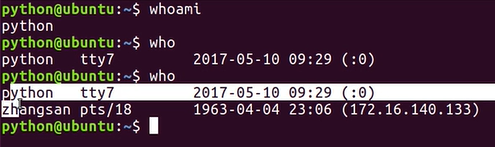 python@ubuntu:~$ whoami
python
python@ubuntu:~$ who
python   tty7         2017-05-10 09:29 (:0)
python@ubuntu:~$ who
python   tty7         2017-05-10 09:29 (:0)
zhangsan pts/18       1963-04-04 23:06 (172.16.140.133)
python@ubuntu:~$